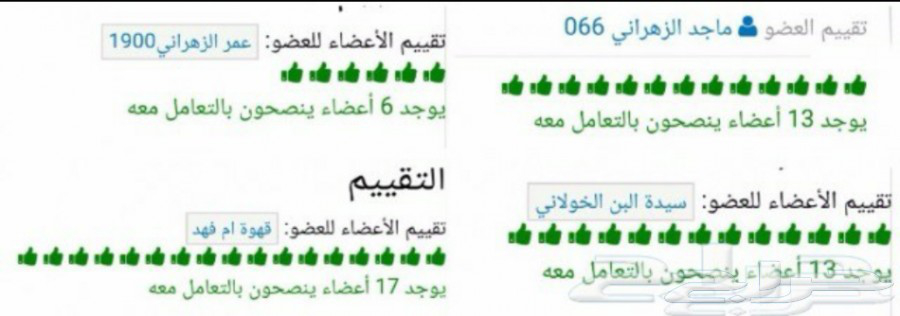 تقييم العضو ماجد الزهراني 066
يوجد 13 أعضاء ينصحون بالتعامل معه
تقييم الأعضاء للعضو: عمر الزهراني1900
يوجد 6 أعضاء ينصحون بالتعامل معه
تقييم الأعضاء للعضو: سيدة البن الخولاني
يوجد 13 أعضاء ينصحون بالتعامل معه
التقييم
تقييم الأعضاء للعضو: قهوة ام فهد
يوجد 17 أعضاء ينصحون بالتعامل معه
حراج